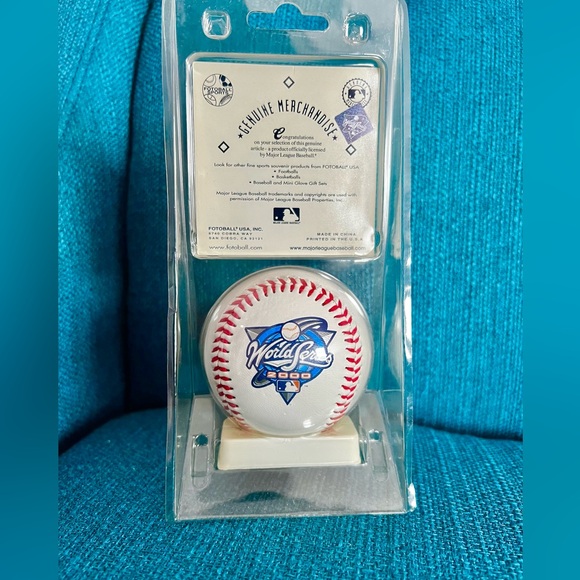 FOTOBALL
SPORTS
GENUINE MERCHANDISE
Congratulations
on your selection of this genuine
article - a product officially licensed
by Major League Baseball®
Look for other fine sports souvenir products from FOTOBALL® USA
• Footballs
• Basketballs
• Baseball and Mini Glove Gift Sets
Major League Baseball trademarks and copyrights are used with
permission of Major League Baseball Properties, Inc.
FOTOBALL® USA, INC.
SAN DIEGO, CA
www.fotoball.com
MADE IN CHINA
PRINTED IN THE U.S.A.
www.majorleaguebaseball.com
World Series
2000